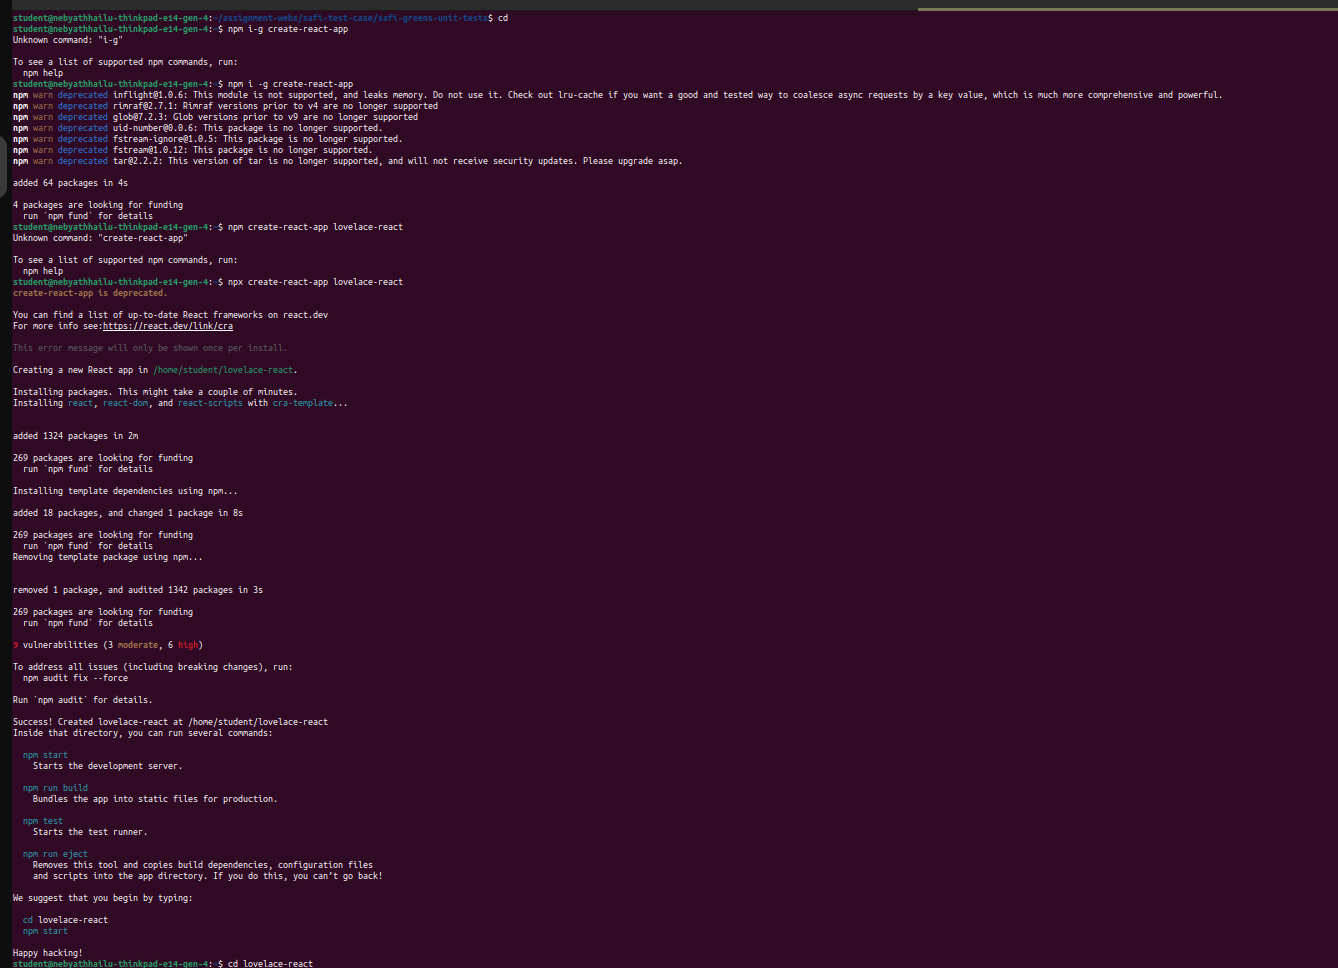 student@nebyathhailu-thinkpad-e14-gen-4:~/assignment-webs/safi-test-case/safi-greens-unit-tests$ cd
student@nebyathhailu-thinkpad-e14-gen-4:~$ npm i-g create-react-app
Unknown command: "i-g"
To see a list of supported npm commands, run:
npm help
student@nebyathhailu-thinkpad-e14-gen-4:~$ npm i -g create-react-app
npm warn deprecated inflight@1.0.6: This module is not supported, and leaks memory. Do not use it. Check out lru-cache if you want a good and tested way to coalesce async requests by a key value, which is much more comprehensive and powerful.
npm warn deprecated rimraf@2.7.1: Rimraf versions prior to v4 are no longer supported
npm warn deprecated glob@7.2.3: Glob versions prior to v9 are no longer supported
npm warn deprecated uid-number@0.0.6: This package is no longer supported.
npm warn deprecated fstream-ignore@1.0.5: This package is no longer supported.
npm warn deprecated fstream@1.0.12: This package is no longer supported.
npm warn deprecated tar@2.2.2: This version of tar is no longer supported, and will not receive security updates. Please upgrade asap.
added 64 packages in 4s
4 packages are looking for funding
run `npm fund` for details
student@nebyathhailu-thinkpad-e14-gen-4:~$ npm create-react-app lovelace-react
Unknown command: "create-react-app"
To see a list of supported npm commands, run:
npm help
student@nebyathhailu-thinkpad-e14-gen-4:~$ npx create-react-app lovelace-react
create-react-app is deprecated.
You can find a list of up-to-date React frameworks on react.dev
For more info see:https://react.dev/link/cra
This error message will only be shown once per install.
Creating a new React app in /home/student/lovelace-react.
Installing packages. This might take a couple of minutes.
Installing react, react-dom, and react-scripts with cra-template...
added 1324 packages in 2m
269 packages are looking for funding
run `npm fund` for details
Installing template dependencies using npm...
added 18 packages, and changed 1 package in 8s
269 packages are looking for funding
run `npm fund` for details
Removing template package using npm...
removed 1 package, and audited 1342 packages in 3s
269 packages are looking for funding
run `npm fund` for details
9 vulnerabilities (3 moderate, 6 high)
To address all issues (including breaking changes), run:
npm audit fix --force
Run `npm audit` for details.
Success! Created lovelace-react at /home/student/lovelace-react
Inside that directory, you can run several commands:
npm start
Starts the development server.
npm run build
Bundles the app into static files for production.
npm test
Starts the test runner.
npm run eject
Removes this tool and copies build dependencies, configuration files
and scripts into the app directory. If you do this, you can't go back!
We suggest that you begin by typing:
cd lovelace-react
npm start
Happy hacking!
student@nebyathhailu-thinkpad-e14-gen-4:~$ cd lovelace-react